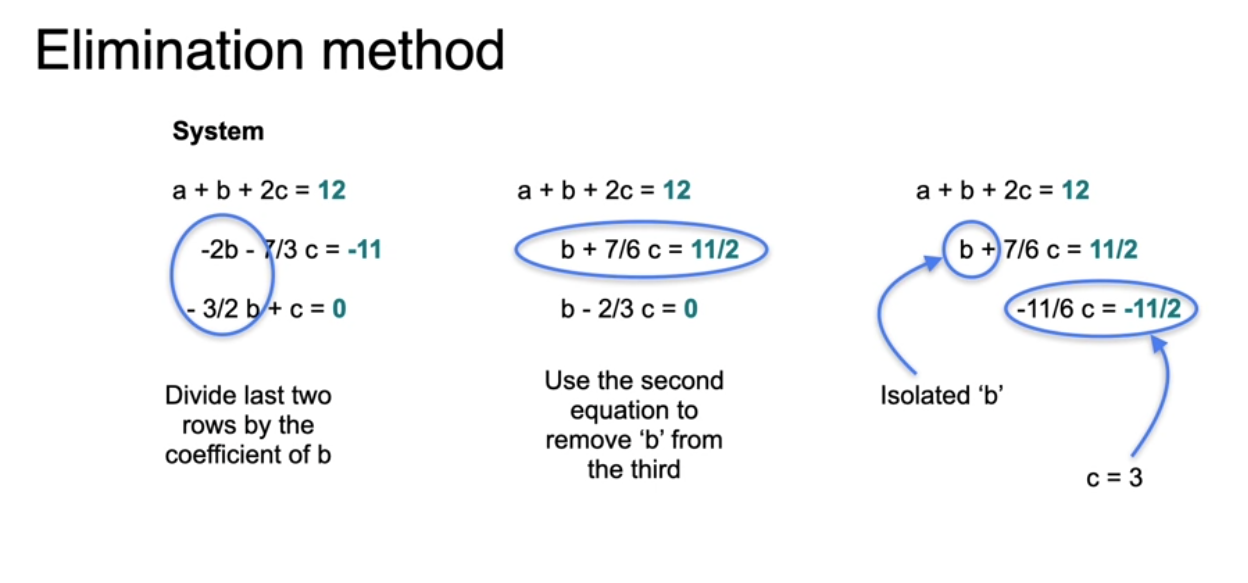 Elimination method
System
a + b + 2c = 12
-2b - 7/3 c = -11
- 3/2 b + c = 0
Divide last two
rows by the
coefficient of b
a + b + 2c = 12
b + 7/6 c = 11/2
b - 2/3 c = 0
Use the second
equation to
remove ‘b’ from
the third
a + b + 2c = 12
b + 7/6 c = 11/2
-11/6 c = -11/2
Isolated ‘b’
c = 3